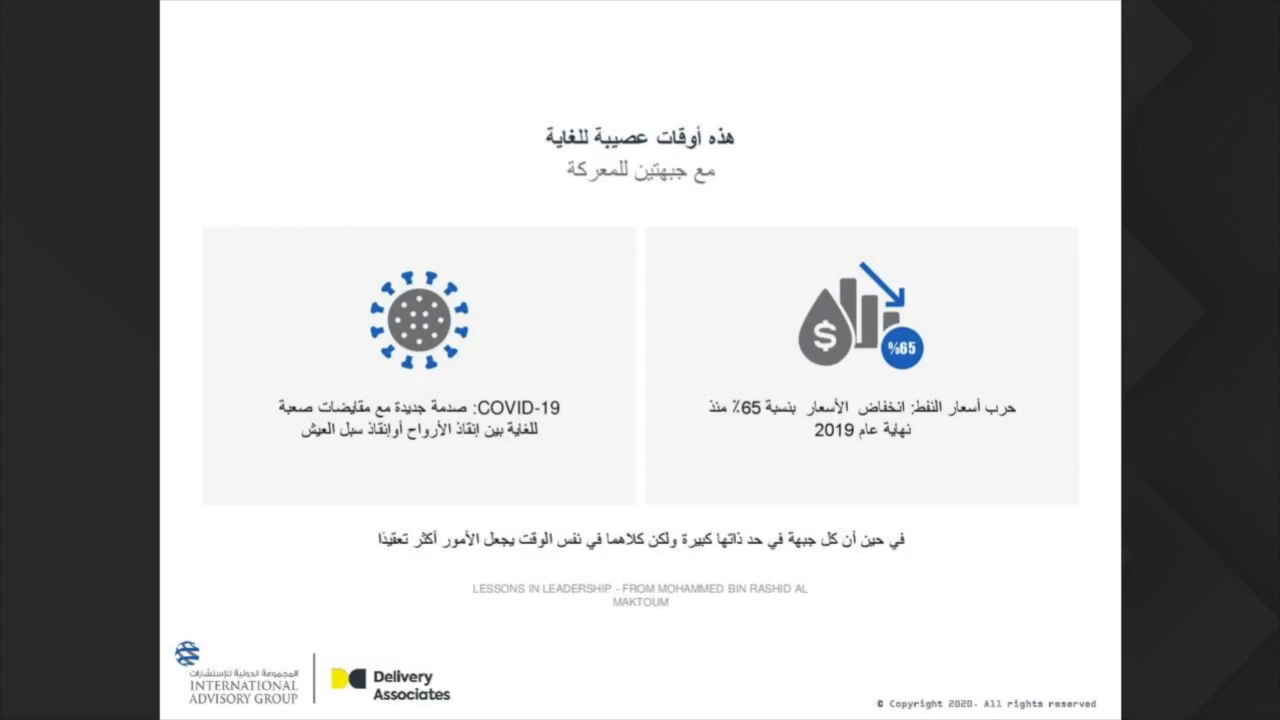 هذه أوقات عصيبة للغاية
مع جبهتين للمعركة
%65
حرب أسعار النفط: انخفاض الأسعار بنسبة 65٪ منذ
نهاية عام 2019
COVID-19: صدمة جديدة مع مقايضات صعبة
للغاية بين إنقاذ الأرواح أوإنقاذ سبل العيش
في حين أن كل جبهة في حد ذاتها كبيرة ولكن كلاهما في نفس الوقت يجعل الأمور أكثر تعقيدًا
LESSONS IN LEADERSHIP - FROM MOHAMMED BIN RASHID AL
MAKTOUM
المجموعة الدولية للإستشارات
INTERNATIONAL
ADVISORY GROUP
Delivery
Associates
© Copyright 2020. All rights reserved